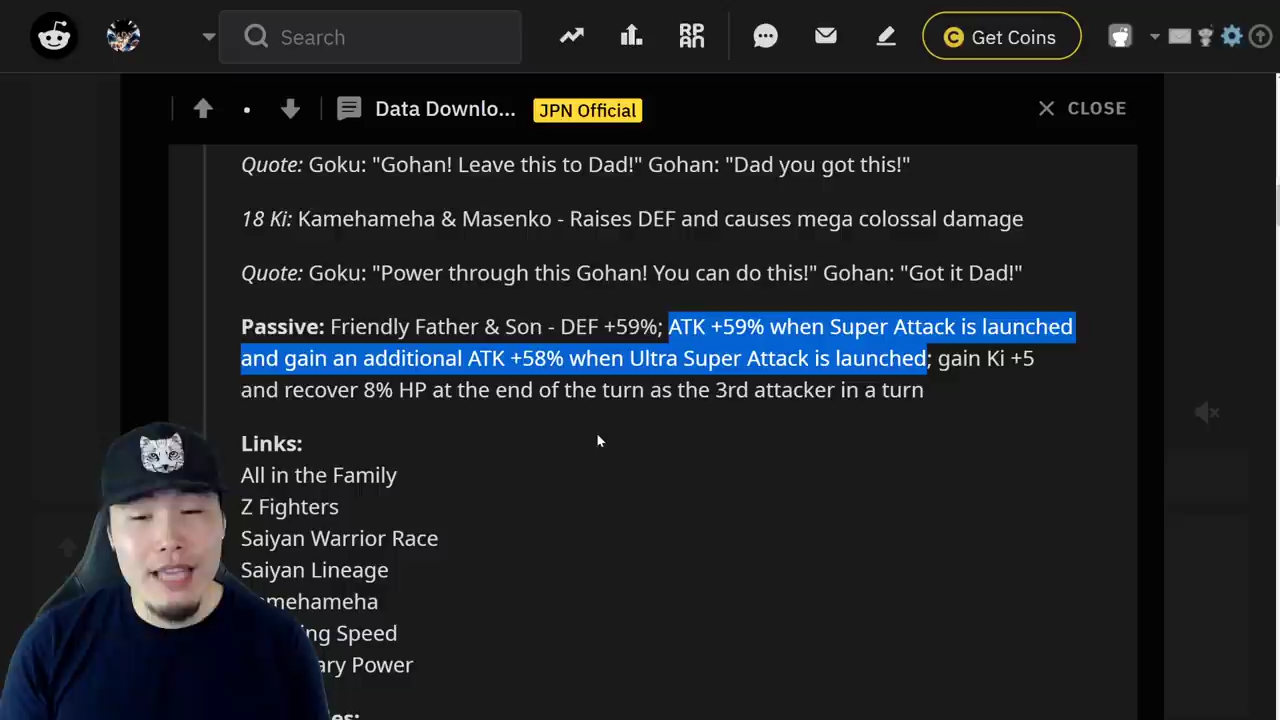 Search
RPAN
Get Coins
Data Downlo...
JPN Official
CLOSE
Quote: Goku: "Gohan! Leave this to Dad!" Gohan: "Dad you got this!"
18 Ki: Kamehameha & Masenko - Raises DEF and causes mega colossal damage
Quote: Goku: "Power through this Gohan! You can do this!" Gohan: "Got it Dad!"
Passive: Friendly Father & Son - DEF +59%; ATK +59% when Super Attack is launched
and gain an additional ATK +58% when Ultra Super Attack is launched; gain Ki +5
and recover 8% HP at the end of the turn as the 3rd attacker in a turn
Links:
All in the Family
Z Fighters
Saiyan Warrior Race
Saiyan Lineage
mehameha
ng Speed
ary Power
es: